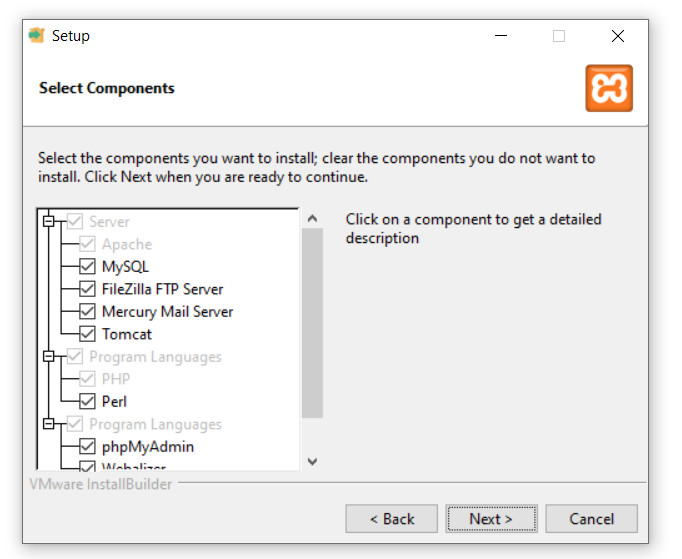 Setup
Select Components
Select the components you want to install; clear the components you do not want to
install. Click Next when you are ready to continue.
Server
Apache
MySQL
FileZilla FTP Server
Mercury Mail Server
Tomcat
Program Languages
PHP
Perl
Program Languages
phpMyAdmin
Webalizer
Click on a component to get a detailed
description
VMware InstallBuilder
< Back
Next >
Cancel